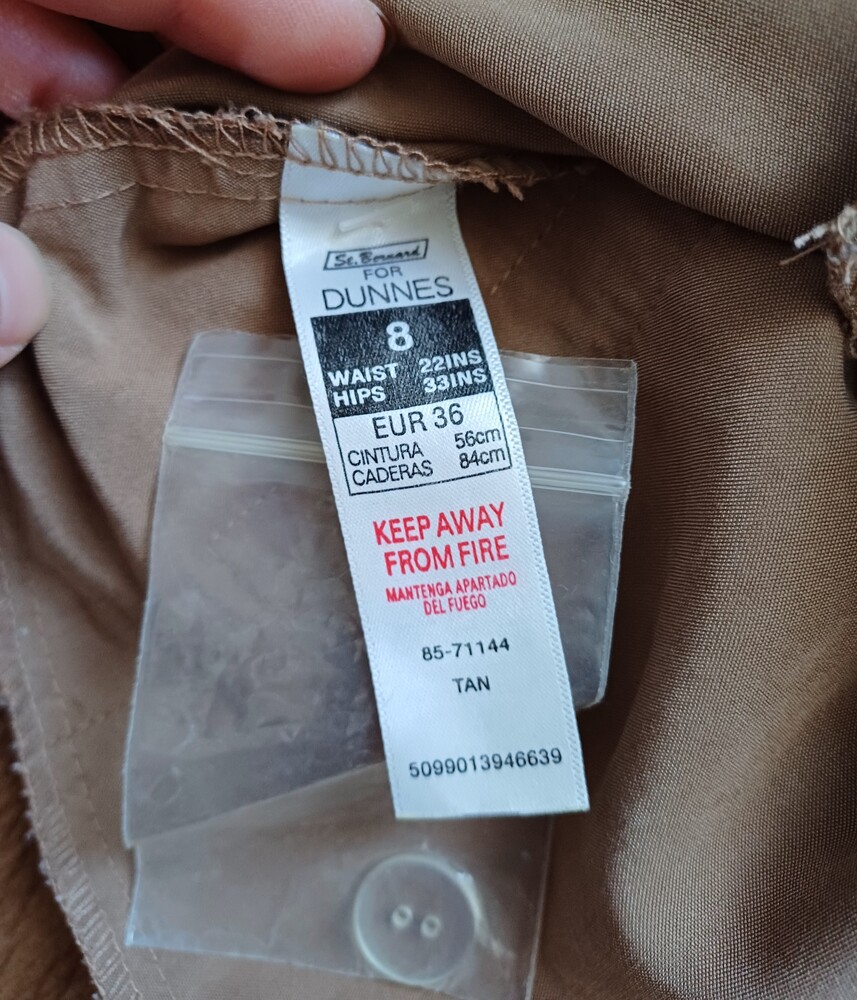 St. Bernard
FOR
DUNNES
8
WAIST 22INS
HIPS 33INS
EUR 36
CINTURA 56cm
CADERAS 84cm
KEEP AWAY
FROM FIRE
MANTENGA APARTADO
DEL FUEGO
85-71144
TAN
5099013946639